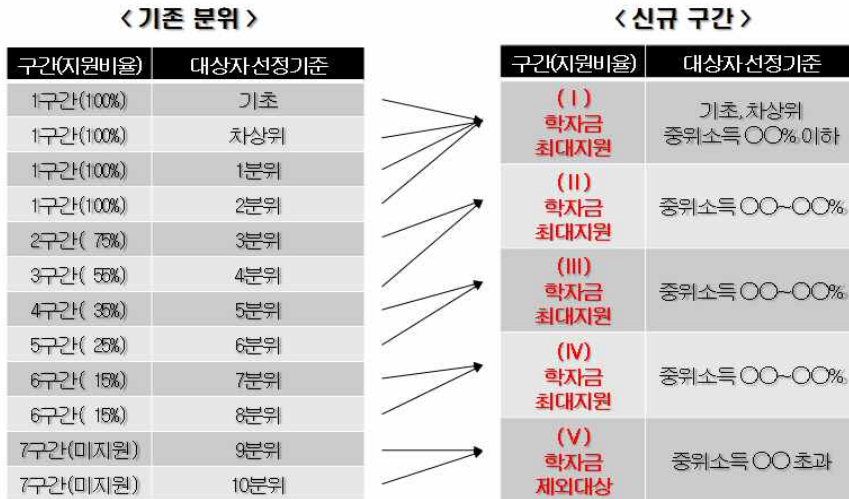 <기존 분위>
구간(지원비율) 대상자선정기준
1구간(100%) 기초
1구간(100%) 차상위
1구간(100%) 1분위
1구간(100%) 2분위
2구간( 75%) 3분위
3구간( 55%) 4분위
4구간( 35%) 5분위
5구간( 25%) 6분위
6구간( 15%) 7분위
6구간( 15%) 8분위
7구간(미지원) 9분위
7구간(미지원) 10분위
<신규 구간>
구간(지원비율) 대상자선정기준
(Ⅰ)
학자금
최대지원
기초, 차상위
중위소득 〇〇% 이하
(Ⅱ)
학자금
최대지원
중위소득 〇〇~〇〇%
(Ⅲ)
학자금
최대지원
중위소득 〇〇~〇〇%
(Ⅳ)
학자금
최대지원
중위소득 〇〇~〇〇%
(Ⅴ)
학자금
제외대상
중위소득 〇〇 초과